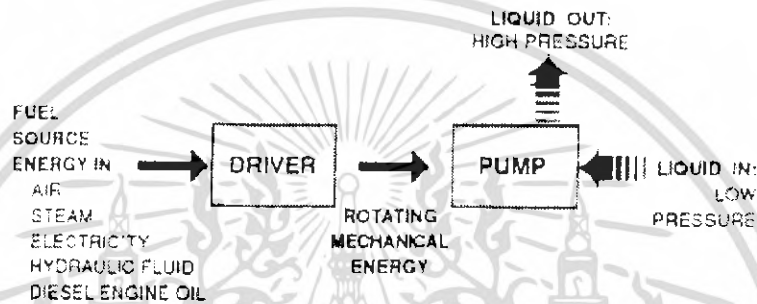 LIQUID OUT:
HIGH PRESSURE
FUEL
SOURCE
ENERGY IN
AIR
STEAM
ELECTRICITY
HYDRAULIC FLUID
DIESEL ENGINE OIL
DRIVER
ROTATING
MECHANICAL
ENERGY
PUMP
LIQUID IN:
LOW
PRESSURE